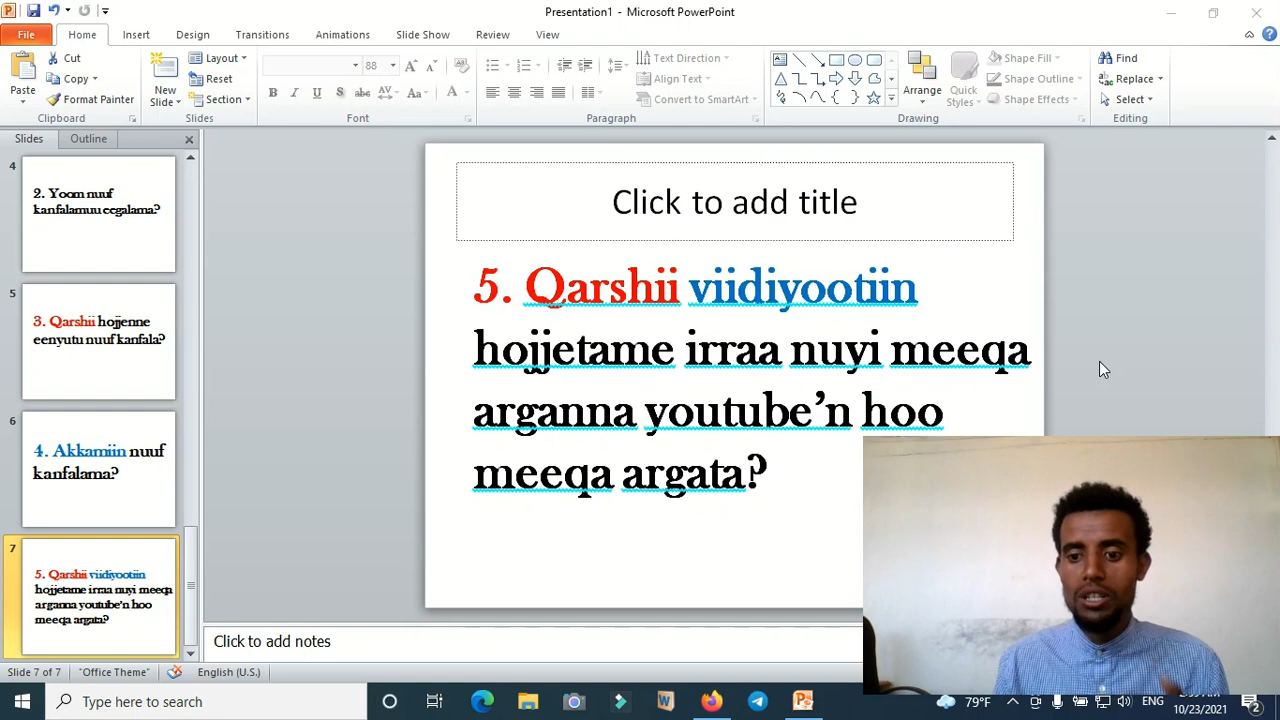 Presentation1 - Microsoft PowerPoint
File Home Insert Design Transitions Animations Slide Show Review View
Paste
Cut
Copy
Format Painter
Clipboard
New Slide
Layout
Reset
Section
Slides
88
Font
Text Direction
Align Text
Convert to SmartArt
Paragraph
Arrange
Quick Styles
Shape Fill
Shape Outline
Shape Effects
Drawing
Find
Replace
Select
Editing
Slides Outline
4
2. Yoom nuuf
kanfalamuu eegalama?
5
3. Qarshii hojjenne
eenyutu nuuf kanfala?
6
4. Akkamiin nuuf
kanfalama?
7
5. Qarshii viidiyootiin
hojjetame irraa nuyi meeqa
arganna youtube’n hoo
meeqa argata?
Click to add title
5. Qarshii viidiyootiin
hojjetame irraa nuyi meeqa
arganna youtube’n hoo
meeqa argata?
Click to add notes
Slide 7 of 7 "Office Theme" English (U.S.)
Type here to search
79°F ENG
10/23/2021
2